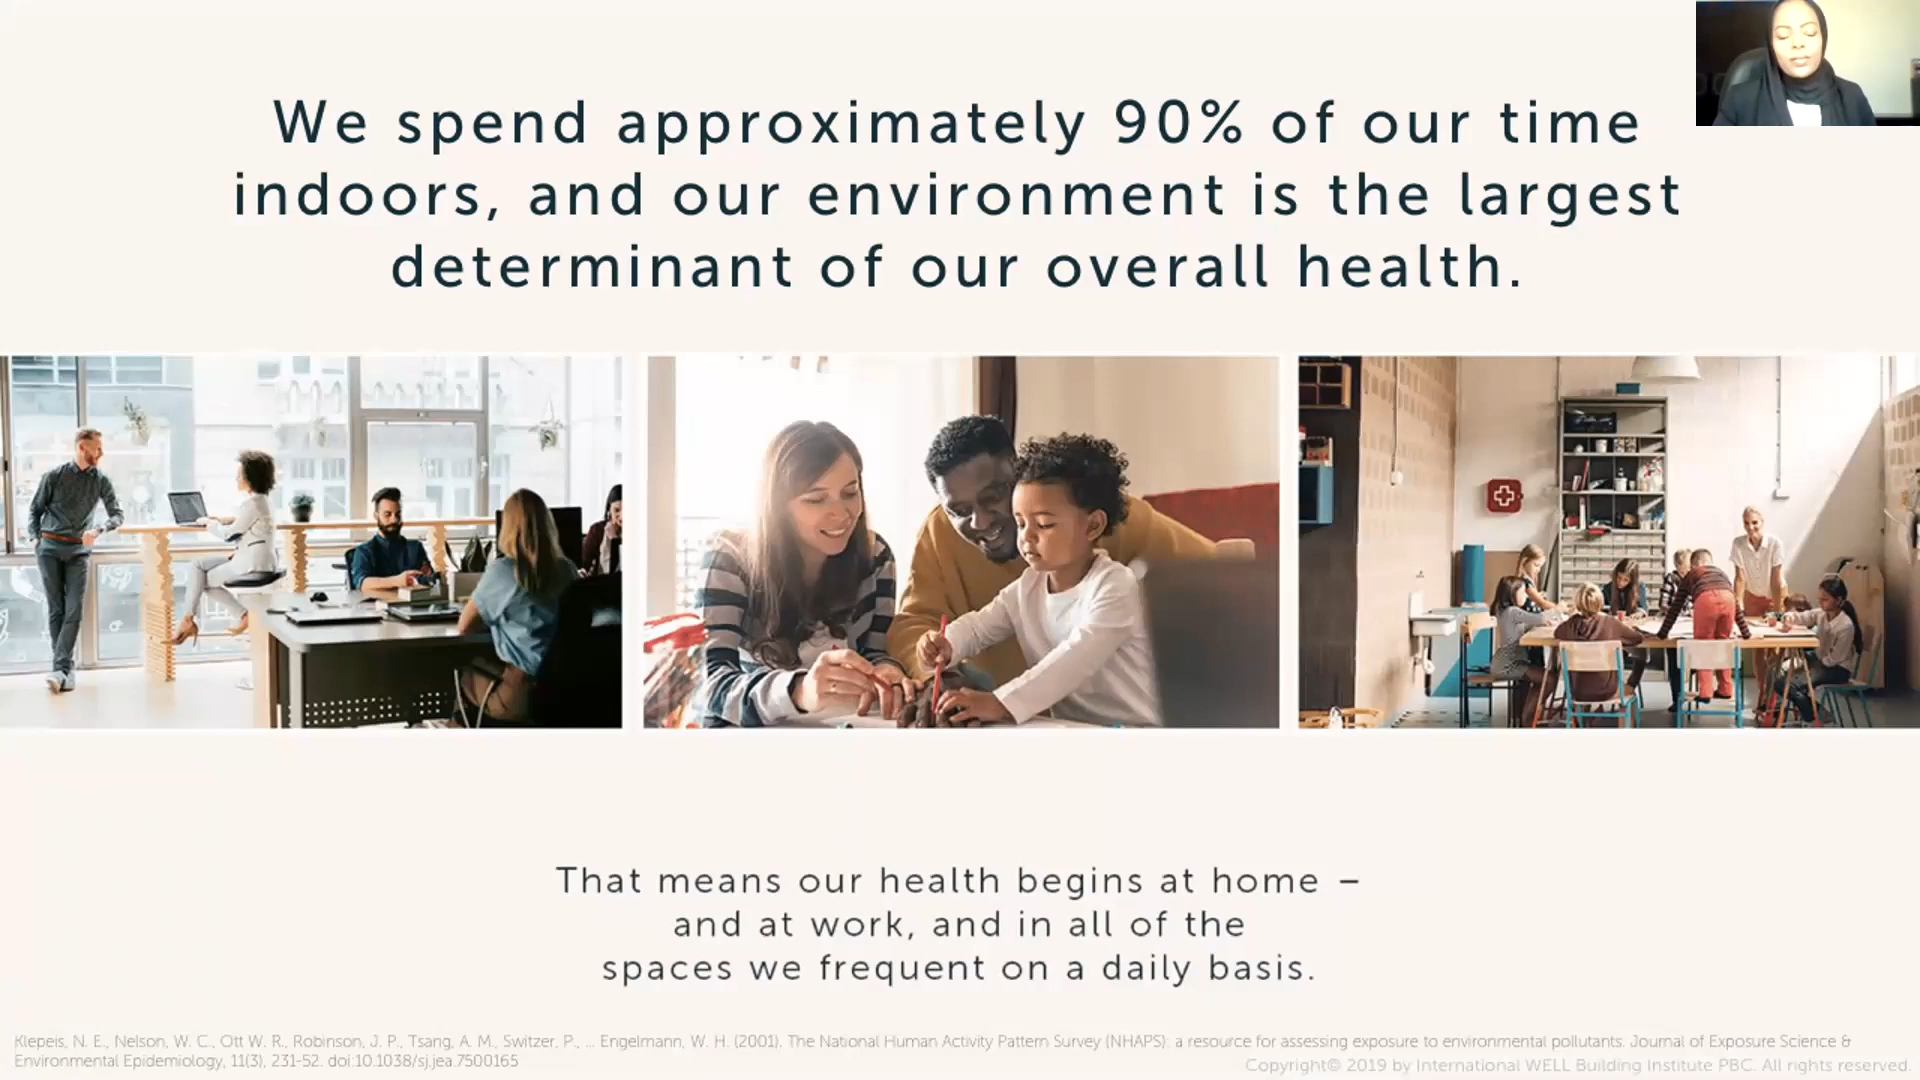 We spend approximately 90% of our time
indoors, and our environment is the largest
determinant of our overall health.
That means our health begins at home –
and at work, and in all of the
spaces we frequent on a daily basis.
Klepeis, N. E., Nelson, W. C., Ott W. R., Robinson, J. P., Tsang, A. M., Switzer, P., ... Engelmann, W. H. (2001). The National Human Activity Pattern Survey (NHAPS): a resource for assessing exposure to environmental pollutants. Journal of Exposure Science &
Environmental Epidemiology, 11(3), 231-52. doi:10.1038/sj.jea.7500165
Copyright© 2019 by International WELL Building Institute PBC. All rights reserved.